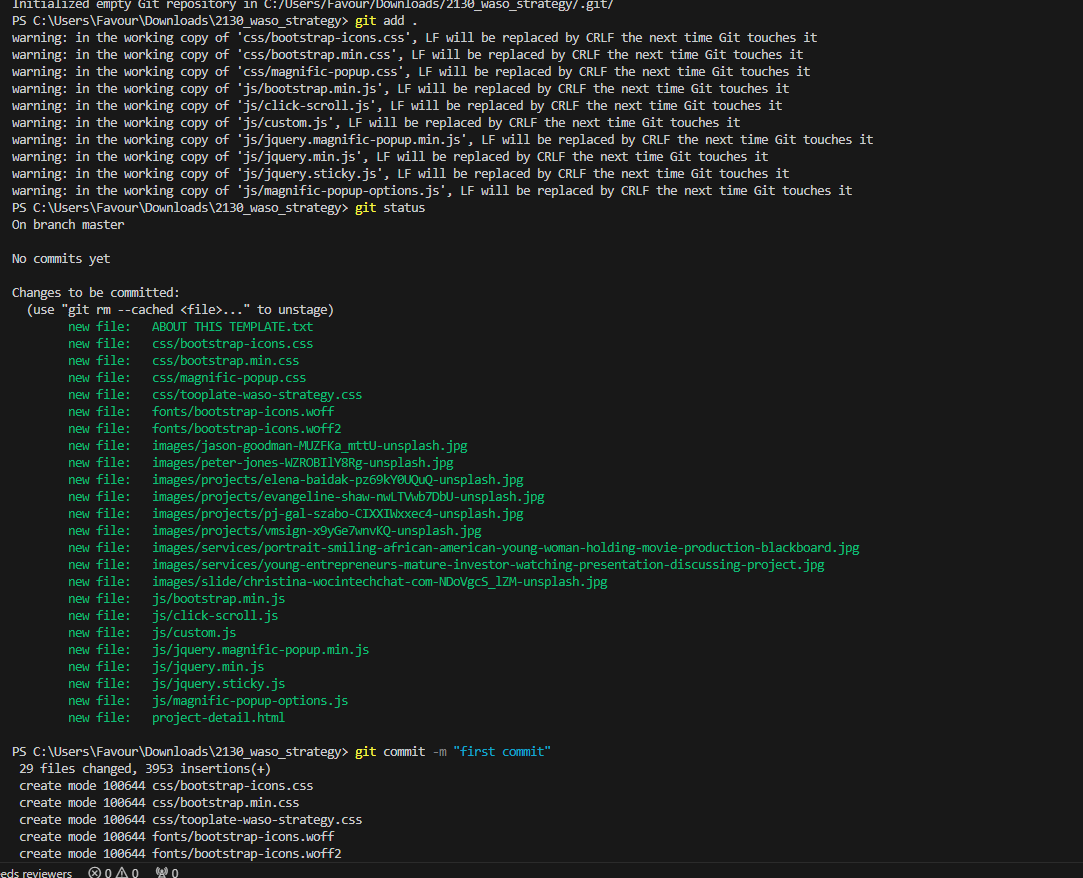 Initialized empty Git repository in C:/Users/Favour/Downloads/2130_waso_strategy/.git/
PS C:\Users\Favour\Downloads\2130_waso_strategy> git add .
warning: in the working copy of 'css/bootstrap-icons.css', LF will be replaced by CRLF the next time Git touches it
warning: in the working copy of 'css/bootstrap.min.css', LF will be replaced by CRLF the next time Git touches it
warning: in the working copy of 'css/magnific-popup.css', LF will be replaced by CRLF the next time Git touches it
warning: in the working copy of 'js/bootstrap.min.js', LF will be replaced by CRLF the next time Git touches it
warning: in the working copy of 'js/click-scroll.js', LF will be replaced by CRLF the next time Git touches it
warning: in the working copy of 'js/custom.js', LF will be replaced by CRLF the next time Git touches it
warning: in the working copy of 'js/jquery.magnific-popup.min.js', LF will be replaced by CRLF the next time Git touches it
warning: in the working copy of 'js/jquery.min.js', LF will be replaced by CRLF the next time Git touches it
warning: in the working copy of 'js/jquery.sticky.js', LF will be replaced by CRLF the next time Git touches it
warning: in the working copy of 'js/magnific-popup-options.js', LF will be replaced by CRLF the next time Git touches it
PS C:\Users\Favour\Downloads\2130_waso_strategy> git status
On branch master
No commits yet
Changes to be committed:
(use "git rm --cached <file>..." to unstage)
new file: ABOUT THIS TEMPLATE.txt
new file: css/bootstrap-icons.css
new file: css/bootstrap.min.css
new file: css/magnific-popup.css
new file: css/tooplate-waso-strategy.css
new file: fonts/bootstrap-icons.woff
new file: fonts/bootstrap-icons.woff2
new file: images/jason-goodman-MUZFKa_mttU-unsplash.jpg
new file: images/peter-jones-WZROBIlY8Rg-unsplash.jpg
new file: images/projects/elena-baidak-pz69kY0UQuQ-unsplash.jpg
new file: images/projects/evangeline-shaw-nwLTVwb7DbU-unsplash.jpg
new file: images/projects/pj-gal-szabo-CIXXIWxxec4-unsplash.jpg
new file: images/projects/vmsign-x9yGe7wnvKQ-unsplash.jpg
new file: images/services/portrait-smiling-african-american-young-woman-holding-movie-production-blackboard.jpg
new file: images/services/young-entrepreneurs-mature-investor-watching-presentation-discussing-project.jpg
new file: images/slide/christina-wocintechchat-com-NDoVgcS_lZM-unsplash.jpg
new file: js/bootstrap.min.js
new file: js/click-scroll.js
new file: js/custom.js
new file: js/jquery.magnific-popup.min.js
new file: js/jquery.min.js
new file: js/jquery.sticky.js
new file: js/magnific-popup-options.js
new file: project-detail.html
PS C:\Users\Favour\Downloads\2130_waso_strategy> git commit -m "first commit"
29 files changed, 3953 insertions(+)
create mode 100644 css/bootstrap-icons.css
create mode 100644 css/bootstrap.min.css
create mode 100644 css/tooplate-waso-strategy.css
create mode 100644 fonts/bootstrap-icons.woff
create mode 100644 fonts/bootstrap-icons.woff2
eds reviewers 0 0 0